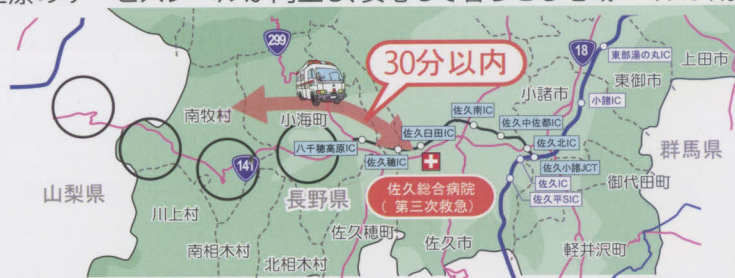 299
18
東部湯の丸IC
上田市
30分以内
東御市
小諸市
小諸IC
南牧村
小海町
佐久南IC
佐久中佐都IC
佐久臼田IC
八千穂高原IC
佐久北IC
群馬県
佐久穂IC
141
佐久小諸JCT
山梨県
長野県
佐久総合病院
(第三次救急)
佐久IC
御代田町
佐久平SIC
川上村
佐久穂町
佐久市
軽井沢町
南相木村
北相木村